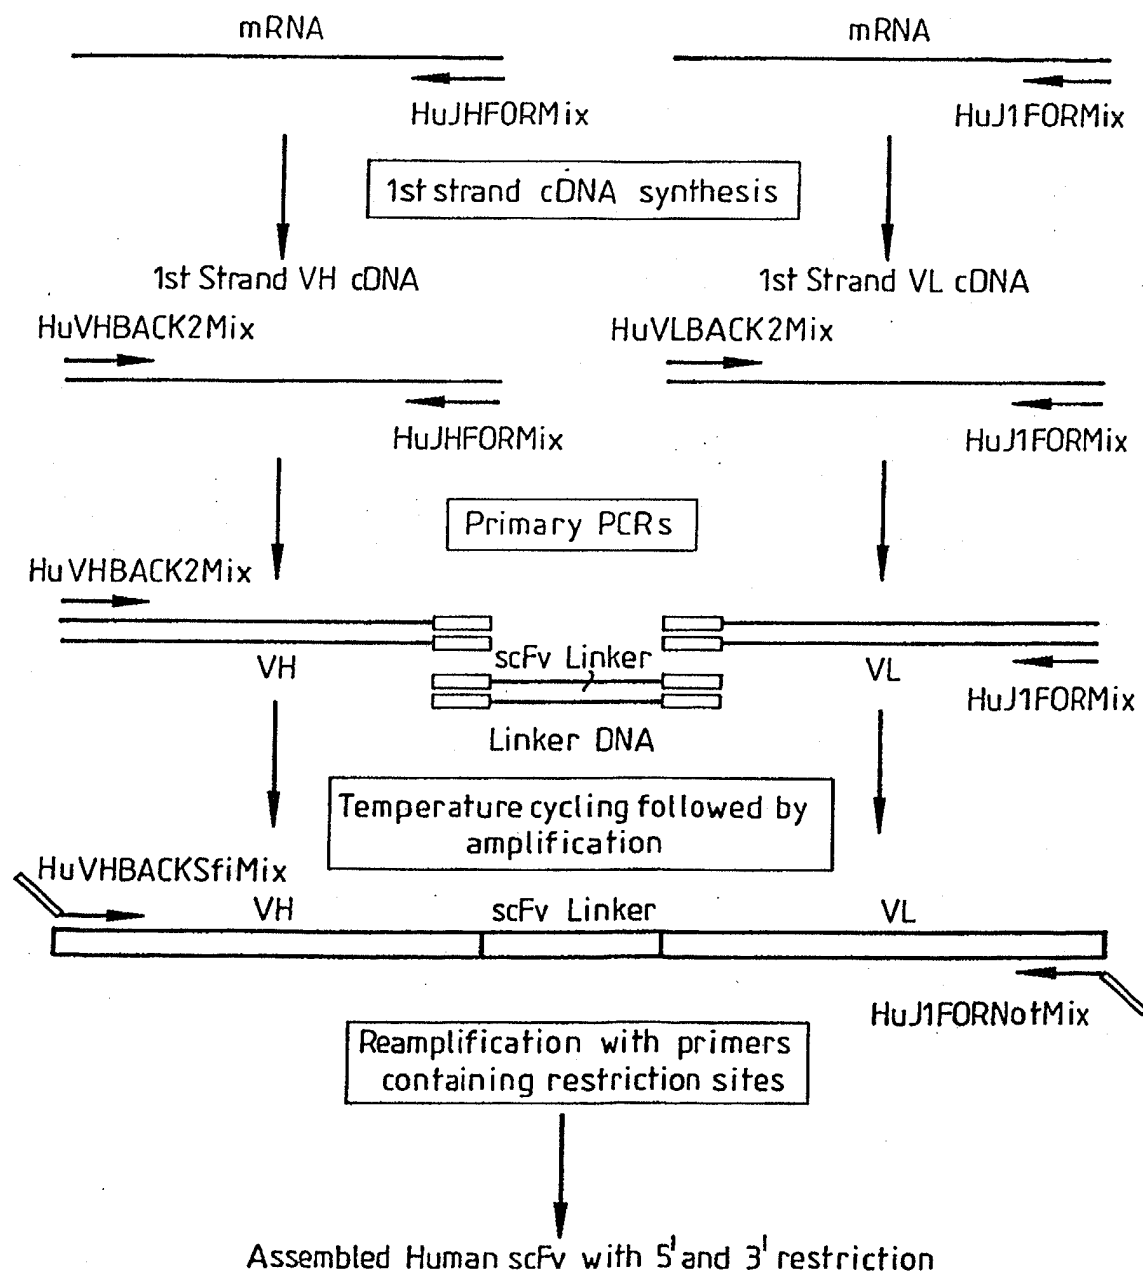 mRNA
mRNA
HuJHFORMix
HuJ1FORMix
1st strand cDNA synthesis
1st Strand VH cDNA
1st Strand VL cDNA
HuVHBACK2Mix
HuVLBACK2Mix
HuJHFORMix
HuJ1FORMix
Primary PCRs
HuVHBACK2Mix
VH
scFv Linker
VL
HuJ1FORMix
Linker DNA
Temperature cycling followed by
amplification
HuVHBACKSfiMix
VH
scFv Linker
VL
HuJ1FORNotMix
Reamplification with primers
containing restriction sites
Assembled Human scFv with 5' and 3' restriction